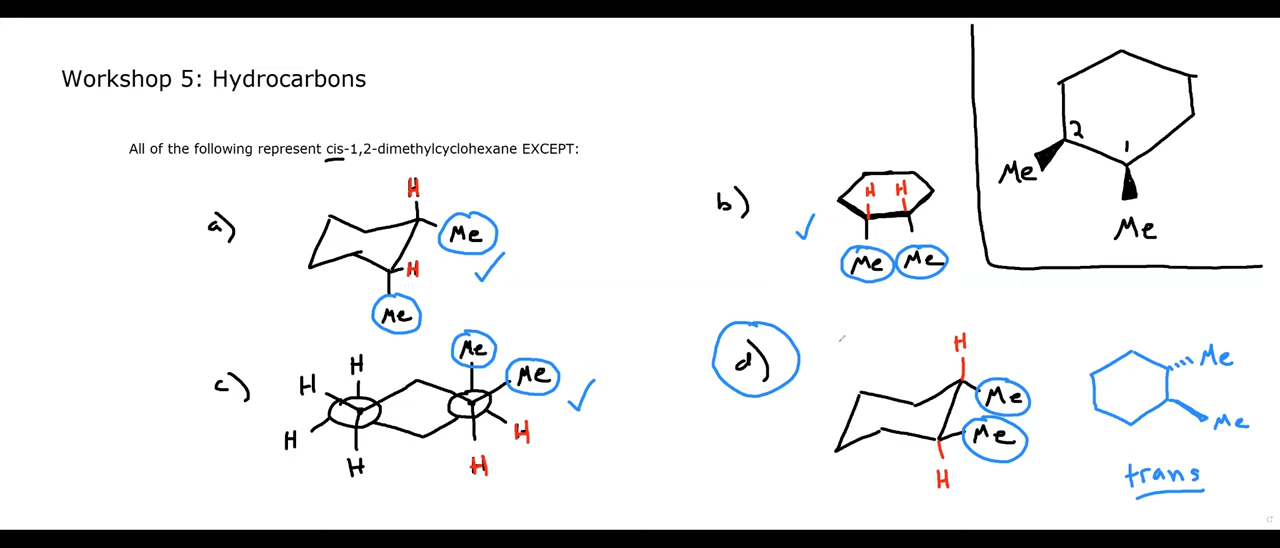 Workshop 5: Hydrocarbons
All of the following represent cis-1,2-dimethylcyclohexane EXCEPT:
a)
H
Me
H
Me
b)
H H
Me Me
2
1
Me
Me
c)
H
H
H
H
Me
Me
H
H
d)
H
Me
Me
H
Me
Me
trans